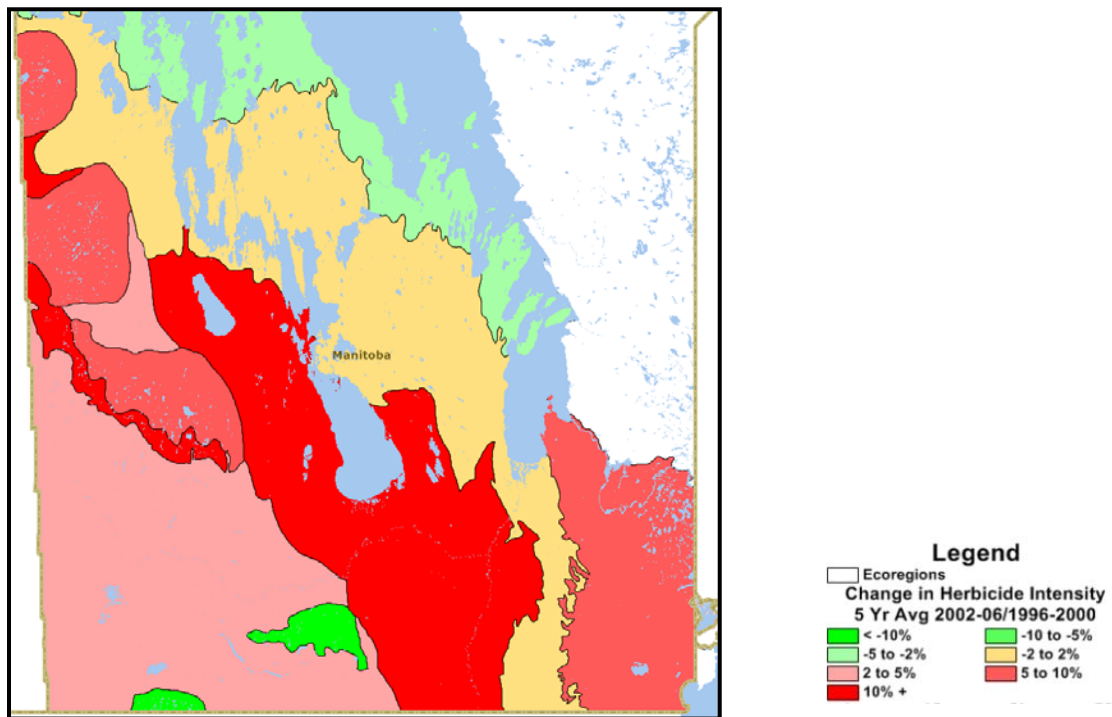 Manitoba
Legend
Ecoregions
Change in Herbicide Intensity
5 Yr Avg 2002-06/1996-2000
< -10% -10 to -5%
-5 to -2% -2 to 2%
2 to 5% 5 to 10%
10% +